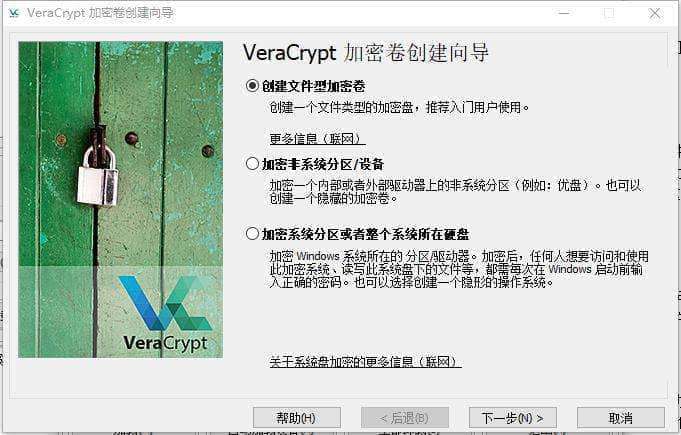 VeraCrypt 加密卷创建向导
VeraCrypt 加密卷创建向导
创建文件型加密卷
创建一个文件类型的加密盘，推荐入门用户使用。
更多信息（联网）
加密非系统分区/设备
加密一个内部或者外部驱动器上的非系统分区（例如：优盘）。也可以
创建一个隐藏的加密卷。
加密系统分区或者整个系统所在硬盘
加密 Windows 系统所在的 分区/驱动器。加密后，任何人想要访问和使用
此加密系统、读写此系统盘下的文件等，都需每次在 Windows 启动前输
入正确的密码。也可以选择创建一个隐形的操作系统。
VeraCrypt
关于系统盘加密的更多信息（联网）
帮助(H)
< 后退(B)
下一步(N) >
取消